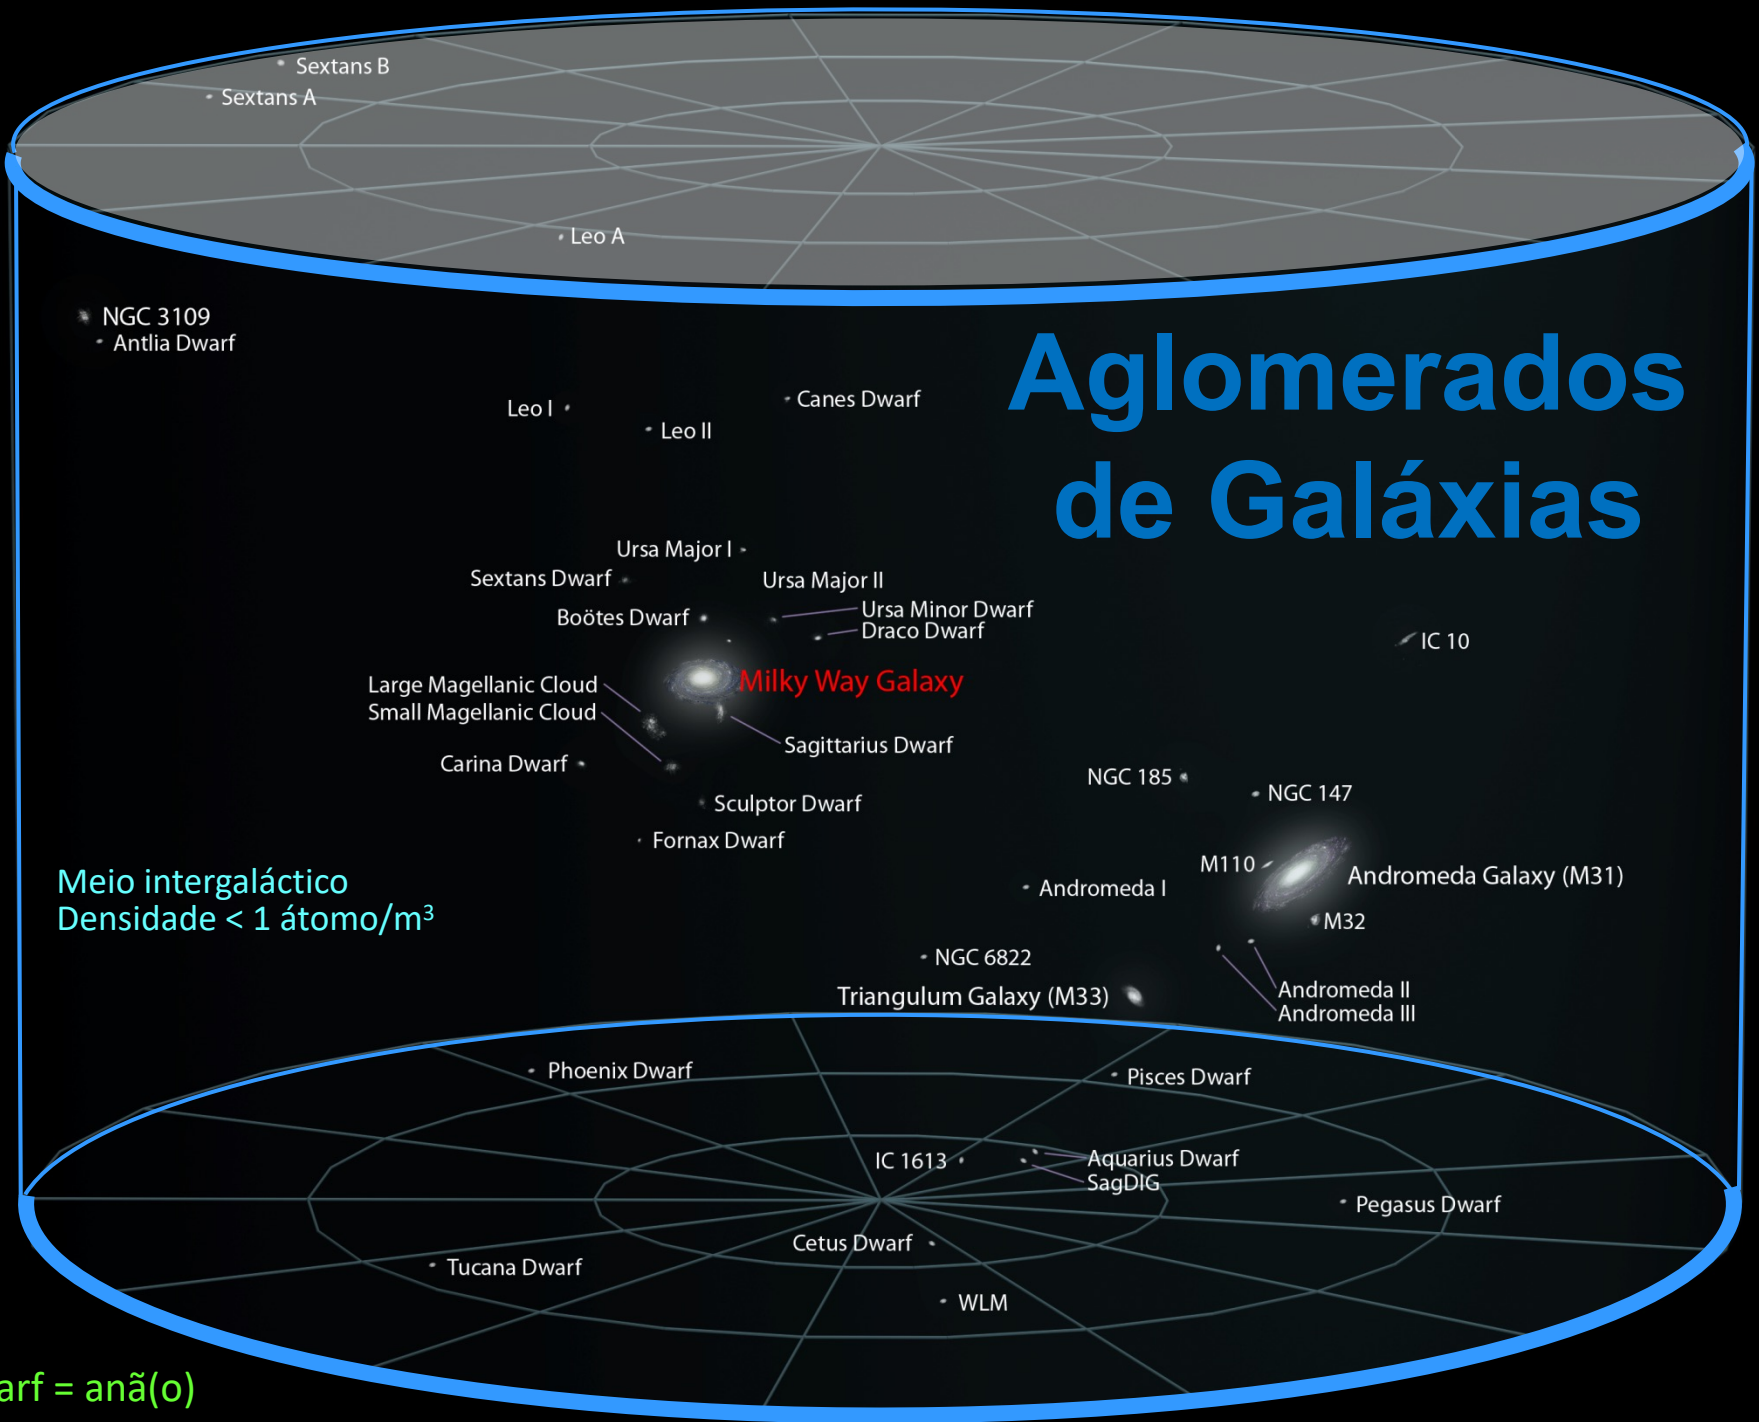 Sextans B
Sextans A
Leo A
NGC 3109
Antlia Dwarf
Aglomerados
de Galáxias
Canes Dwarf
Leo I
Leo II
Ursa Major I
Sextans Dwarf
Ursa Major II
Boötes Dwarf
Ursa Minor Dwarf
Draco Dwarf
IC 10
Milky Way Galaxy
Large Magellanic Cloud
Small Magellanic Cloud
Sagittarius Dwarf
Carina Dwarf
NGC 185
NGC 147
Sculptor Dwarf
Fornax Dwarf
M110
Andromeda Galaxy (M31)
Meio intergaláctico
Densidade < 1 átomo/m³
Andromeda I
M32
NGC 6822
Andromeda II
Triangulum Galaxy (M33)
Andromeda III
Phoenix Dwarf
Pisces Dwarf
IC 1613
Aquarius Dwarf
SagDIG
Pegasus Dwarf
Cetus Dwarf
Tucana Dwarf
WLM
arf = anã(o)